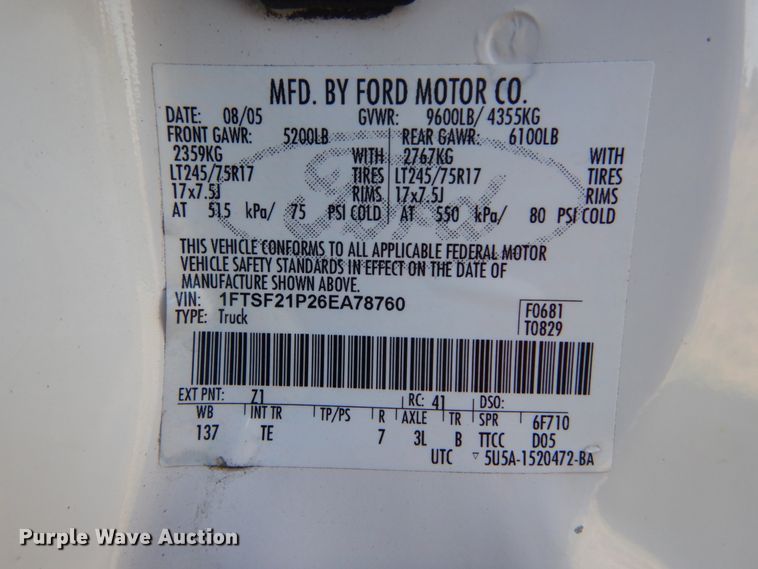 MFD. BY FORD MOTOR CO.
DATE: 08/05 GVWR: 9600LB/ 4355KG
FRONT GAWR: 5200LB REAR GAWR: 6100LB
2359KG WITH 2767KG WITH
LT245/75R17 TIRES LT245/75R17 TIRES
17x7.5J RIMS 17x7.5J RIMS
AT 515 kPa/ 75 PSI COLD AT 550 kPa/ 80 PSI COLD
Ford
THIS VEHICLE CONFORMS TO ALL APPLICABLE FEDERAL MOTOR
VEHICLE SAFETY STANDARDS IN EFFECT ON THE DATE OF
MANUFACTURE SHOWN ABOVE.
VIN: 1FTSF21P26EA78760 F0681
TYPE: Truck T0829
EXT PNT: Z1 RC: 41 DSO:
WB INT TR TP/PS R AXLE TR SPR 6F710
137 TE 7 3L B TTCC D05
UTC ▽ 5U5A-1520472-BA
Purple Wave Auction